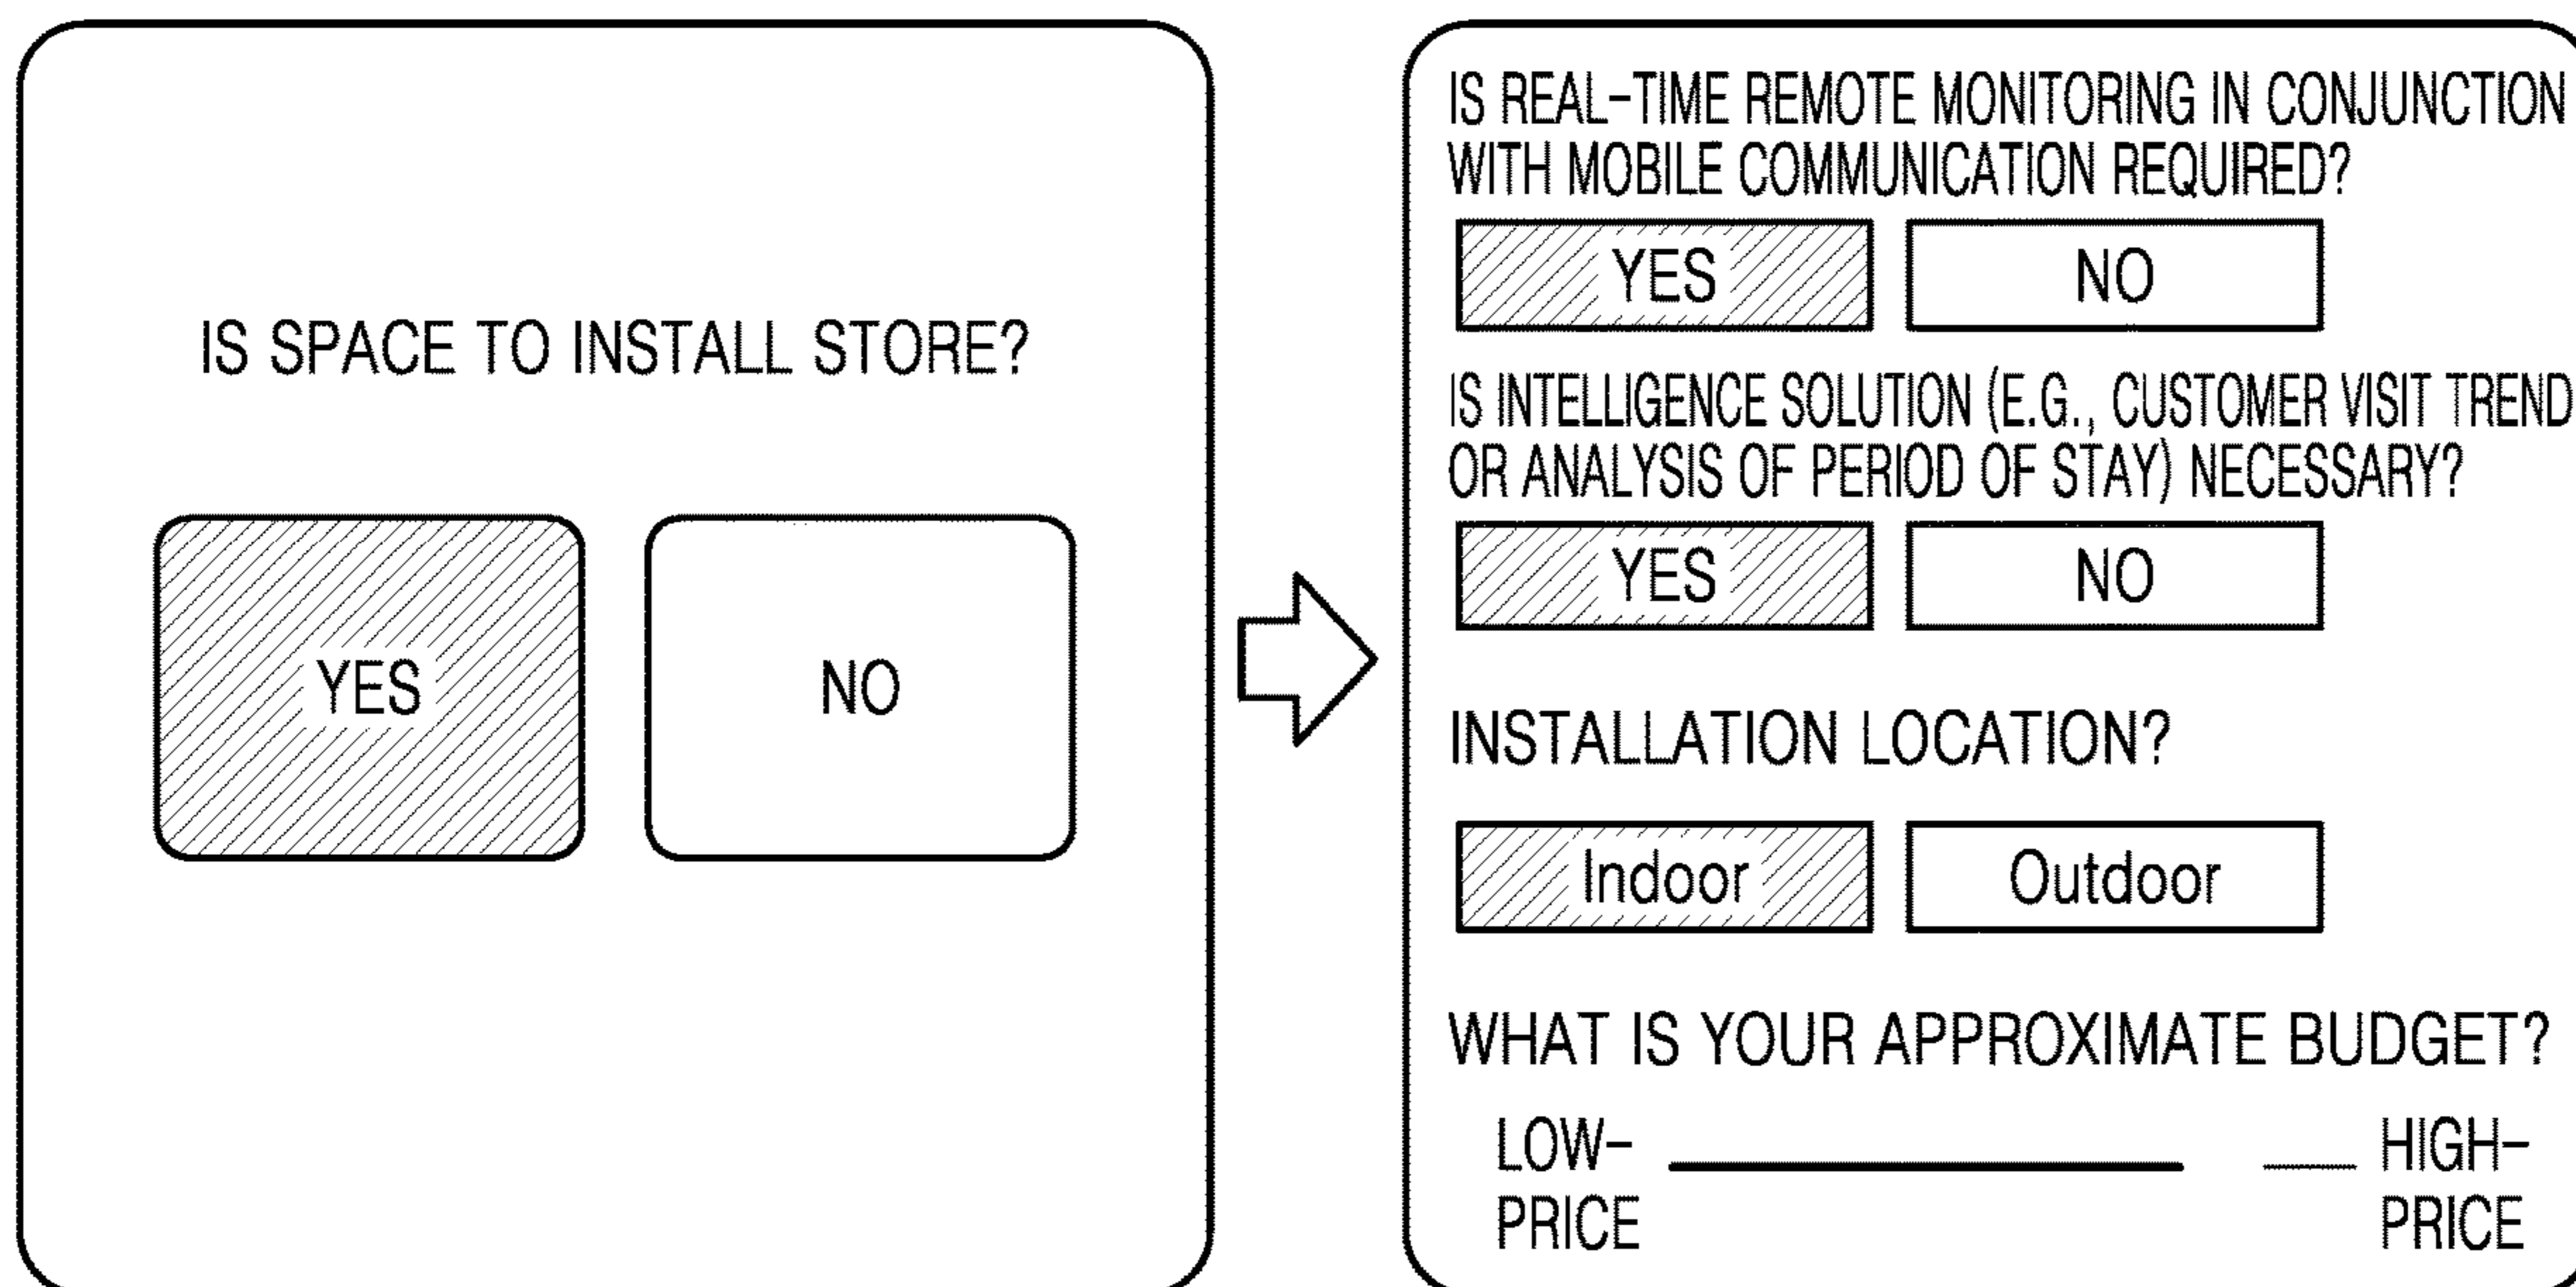 IS SPACE TO INSTALL STORE?
YES
NO
IS REAL-TIME REMOTE MONITORING IN CONJUNCTION
WITH MOBILE COMMUNICATION REQUIRED?
YES
NO
IS INTELLIGENCE SOLUTION (E.G., CUSTOMER VISIT TREND
OR ANALYSIS OF PERIOD OF STAY) NECESSARY?
YES
NO
INSTALLATION LOCATION?
Indoor
Outdoor
WHAT IS YOUR APPROXIMATE BUDGET?
LOW-
PRICE
HIGH-
PRICE